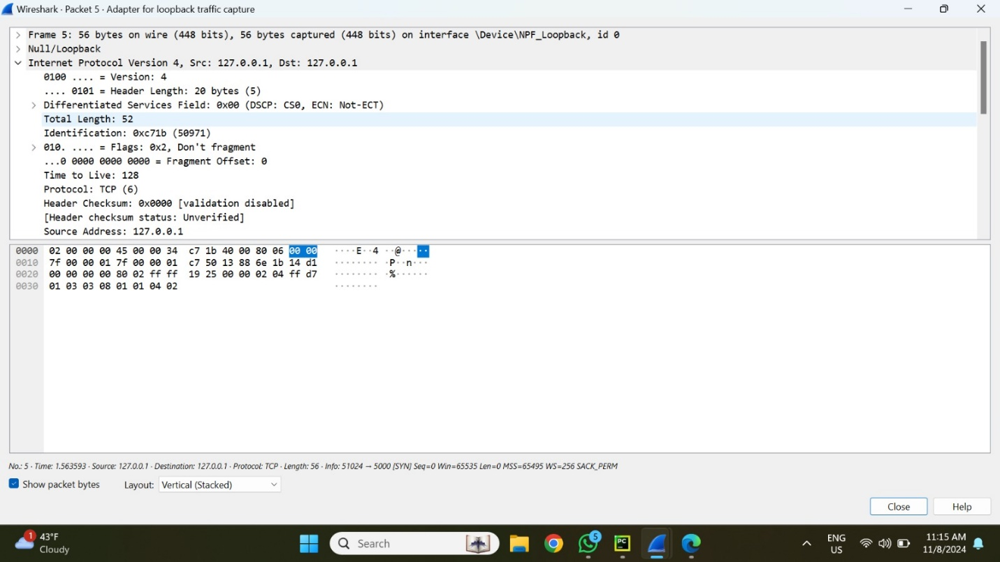 Wireshark · Packet 5 · Adapter for loopback traffic capture
Frame 5: 56 bytes on wire (448 bits), 56 bytes captured (448 bits) on interface \Device\NPF_Loopback, id 0
Null/Loopback
Internet Protocol Version 4, Src: 127.0.0.1, Dst: 127.0.0.1
0100 .... = Version: 4
.... 0101 = Header Length: 20 bytes (5)
Differentiated Services Field: 0x00 (DSCP: CS0, ECN: Not-ECT)
Total Length: 52
Identification: 0xc71b (50971)
010. .... = Flags: 0x2, Don't fragment
...0 0000 0000 0000 = Fragment Offset: 0
Time to Live: 128
Protocol: TCP (6)
Header Checksum: 0x0000 [validation disabled]
[Header checksum status: Unverified]
Source Address: 127.0.0.1
0000 02 00 00 00 45 00 00 34 c7 1b 40 00 80 06 00 00 ····E··4 ··@·····
0010 7f 00 00 01 7f 00 00 01 c7 50 13 88 6e 1b 14 d1 ········ ·P··n···
0020 00 00 00 00 80 02 ff ff 19 25 00 00 02 04 ff d7 ········ ·%······
0030 01 03 03 08 01 01 04 02 ········
No.: 5 · Time: 1.563593 · Source: 127.0.0.1 · Destination: 127.0.0.1 · Protocol: TCP · Length: 56 · Info: 51024 → 5000 [SYN] Seq=0 Win=65535 Len=0 MSS=65495 WS=256 SACK_PERM
Show packet bytes Layout: Vertical (Stacked)
Close Help
1 43°F
Cloudy
Search
5
PC
ENG
US
11:15 AM
11/8/2024